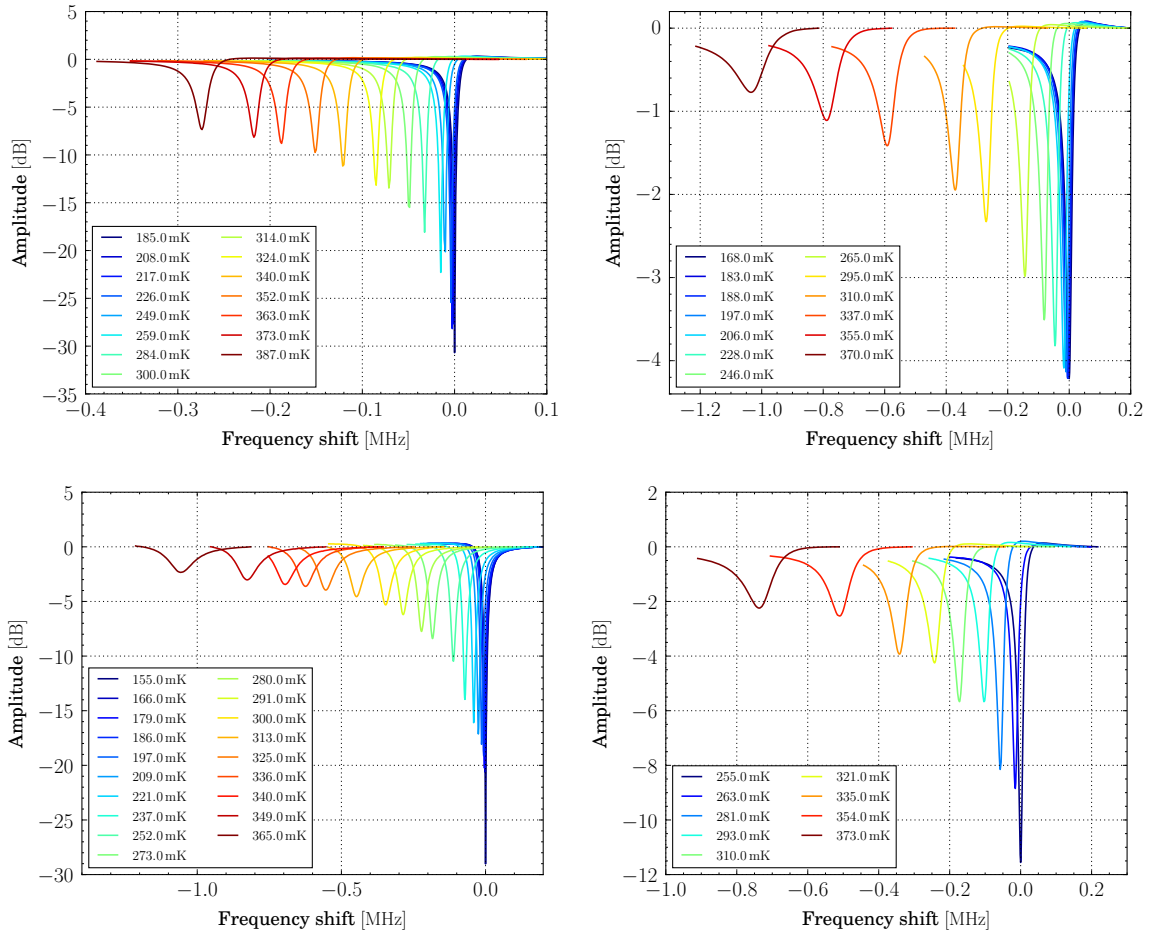 5
0
−5
−10
−15
−20
−25
−30
−35
Amplitude [dB]
185.0 mK 314.0 mK
208.0 mK 324.0 mK
217.0 mK 340.0 mK
226.0 mK 352.0 mK
249.0 mK 363.0 mK
259.0 mK 373.0 mK
284.0 mK 387.0 mK
300.0 mK
−0.4 −0.3 −0.2 −0.1 0.0 0.1
Frequency shift [MHz]
0
−1
−2
−3
−4
Amplitude [dB]
168.0 mK 265.0 mK
183.0 mK 295.0 mK
188.0 mK 310.0 mK
197.0 mK 337.0 mK
206.0 mK 355.0 mK
228.0 mK 370.0 mK
246.0 mK
−1.2 −1.0 −0.8 −0.6 −0.4 −0.2 0.0 0.2
Frequency shift [MHz]
5
0
−5
−10
−15
−20
−25
−30
Amplitude [dB]
155.0 mK 280.0 mK
166.0 mK 291.0 mK
179.0 mK 300.0 mK
186.0 mK 313.0 mK
197.0 mK 325.0 mK
209.0 mK 336.0 mK
221.0 mK 340.0 mK
237.0 mK 349.0 mK
252.0 mK 365.0 mK
273.0 mK
−1.0 −0.5 0.0
Frequency shift [MHz]
2
0
−2
−4
−6
−8
−10
−12
Amplitude [dB]
255.0 mK 321.0 mK
263.0 mK 335.0 mK
281.0 mK 354.0 mK
293.0 mK 373.0 mK
310.0 mK
−1.0 −0.8 −0.6 −0.4 −0.2 0.0 0.2
Frequency shift [MHz]